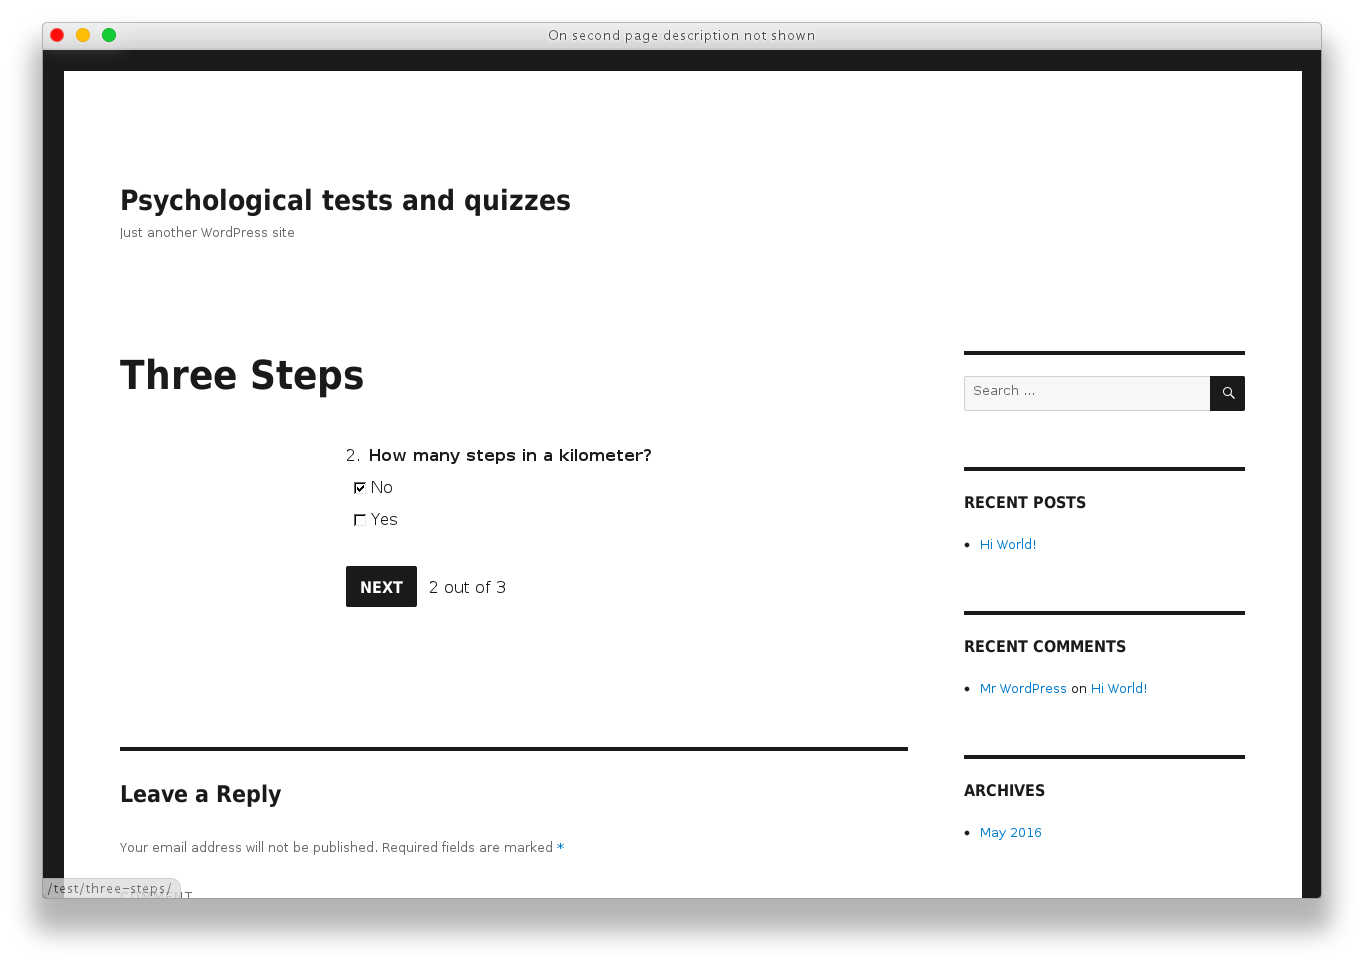 On second page description not shown
Psychological tests and quizzes
Just another WordPress site
Three Steps
2. How many steps in a kilometer?
No
Yes
NEXT 2 out of 3
Leave a Reply
Your email address will not be published. Required fields are marked *
COMMENT
/test/three-steps/
Search ...
RECENT POSTS
Hi World!
RECENT COMMENTS
Mr WordPress on Hi World!
ARCHIVES
May 2016